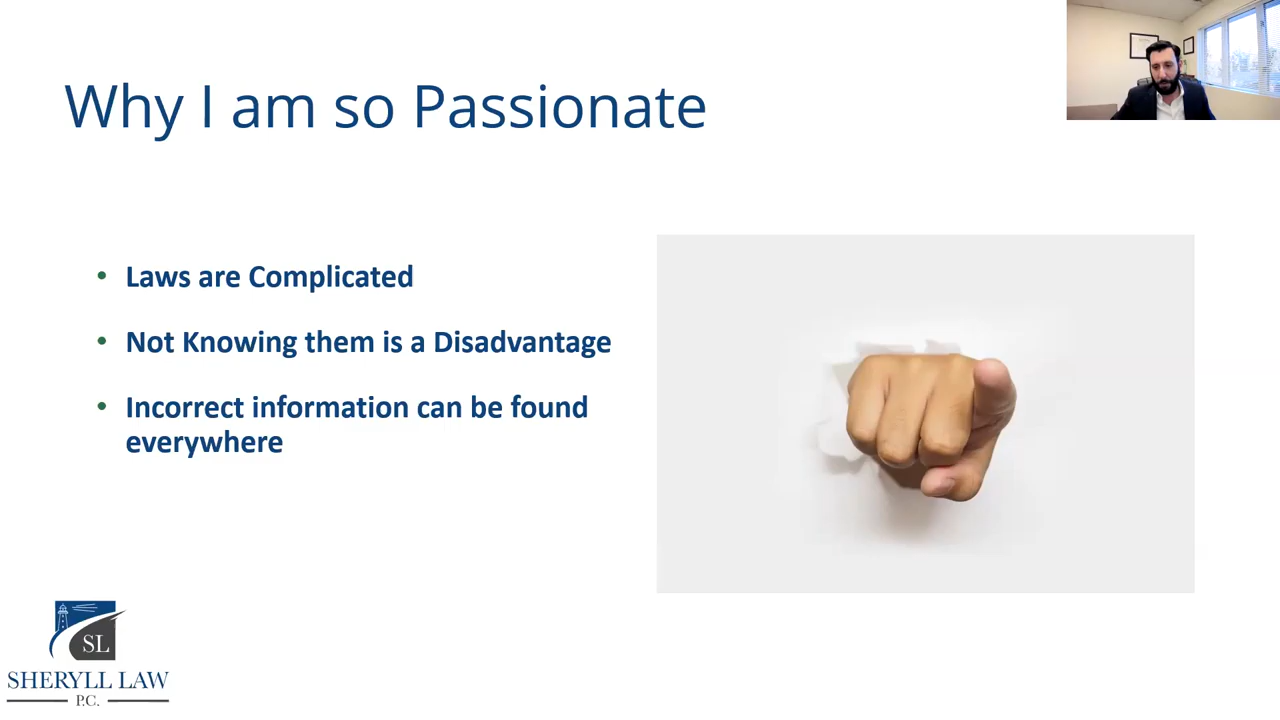 Why I am so Passionate
• Laws are Complicated
• Not Knowing them is a Disadvantage
• Incorrect information can be found
everywhere
SL
SHERYLL LAW
P.C.